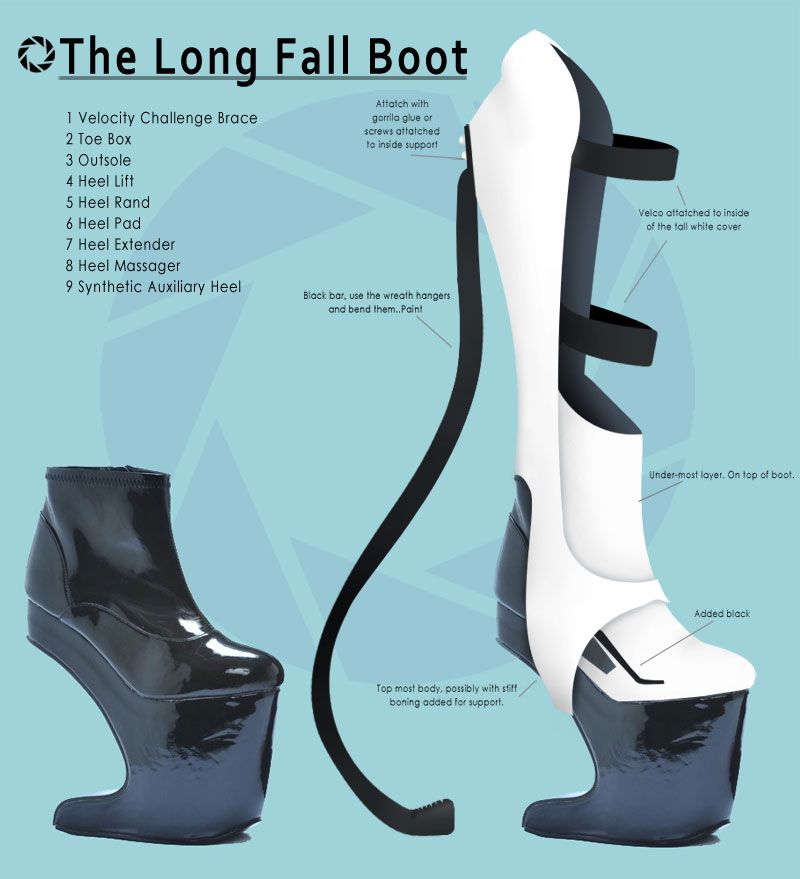 The Long Fall Boot
1 Velocity Challenge Brace
2 Toe Box
3 Outsole
4 Heel Lift
5 Heel Rand
6 Heel Pad
7 Heel Extender
8 Heel Massager
9 Synthetic Auxiliary Heel
Attatch with
gorrila glue or
screws attatched
to inside support
Velco attatched to inside
of the tall white cover
Black bar, use the wreath hangers
and bend them..Paint
Under-most layer. On top of boot.
Added black
Top most body, possibly with stiff
boning added for support.